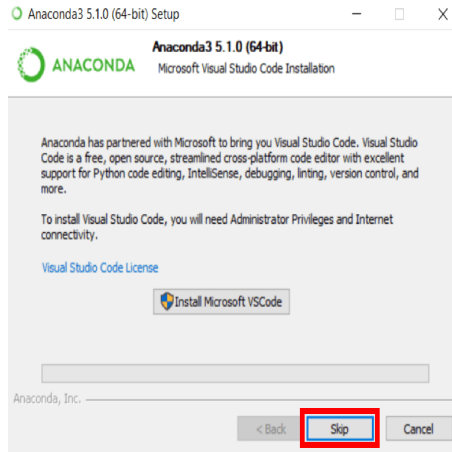 Anaconda3 5.1.0 (64-bit) Setup
Anaconda3 5.1.0 (64-bit)
ANACONDA
Microsoft Visual Studio Code Installation
Anaconda has partnered with Microsoft to bring you Visual Studio Code. Visual Studio
Code is a free, open source, streamlined cross-platform code editor with excellent
support for Python code editing, IntelliSense, debugging, linting, version control, and
more.
To install Visual Studio Code, you will need Administrator Privileges and Internet
connectivity.
Visual Studio Code License
Install Microsoft VSCode
Anaconda, Inc.
< Back Skip Cancel